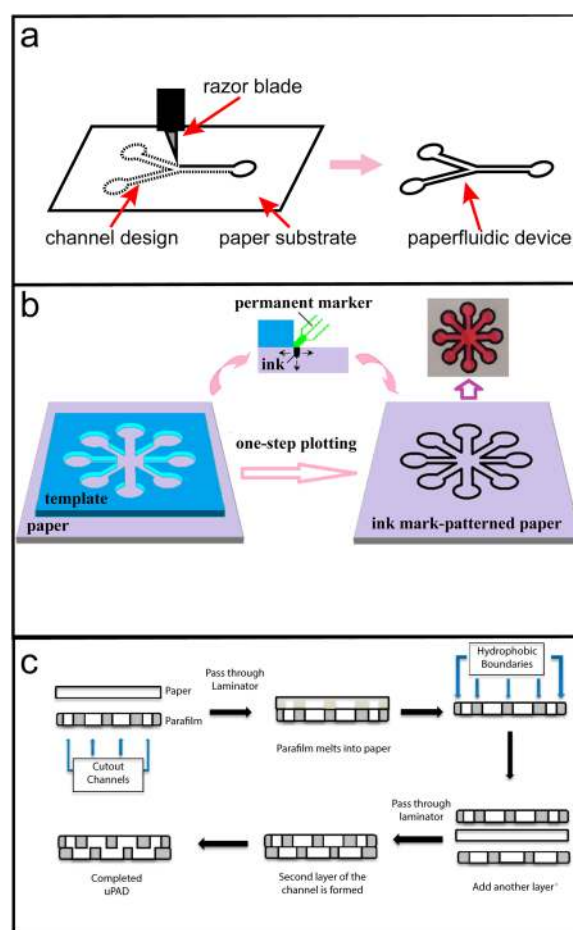 a
razor blade
channel design
paper substrate
paperfluidic device
b
permanent marker
ink
one-step plotting
template
paper
ink mark-patterned paper
c
Paper
Parafilm
Cutout
Channels
Pass through
Laminator
Parafilm melts into paper
Hydrophobic
Boundaries
Pass through
laminator
Add another layer*
Second layer of the
channel is formed
Completed
uPAD